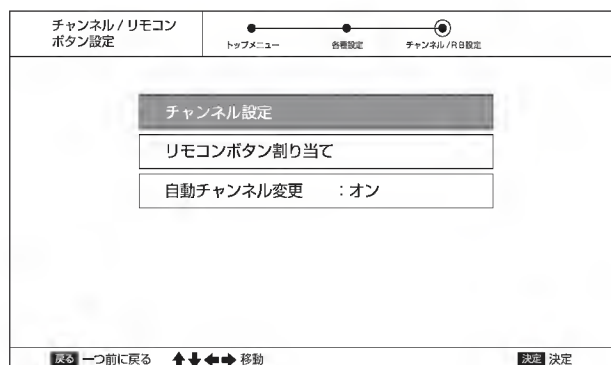 チャンネル / リモコン
ボタン設定
トップメニュー 各種設定 チャンネル/RB設定
チャンネル設定
リモコンボタン割り当て
自動チャンネル変更 :オン
戻る 一つ前に戻る 移動 決定 決定